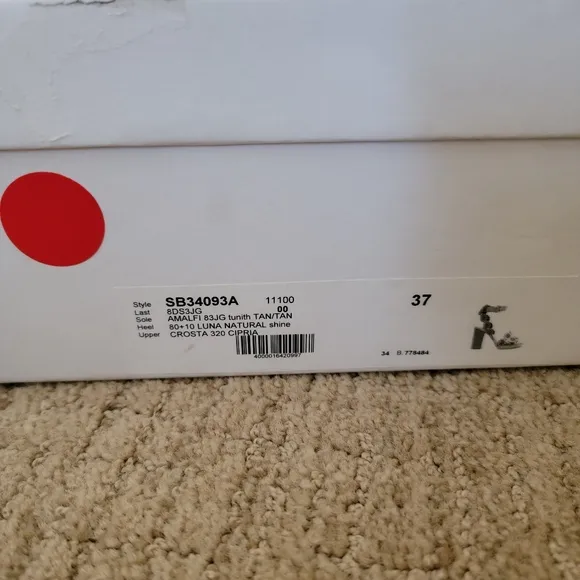 Style SB34093A 11100 37
Last 8DS3JG 00
Sole AMALFI 83JG tunith TAN/TAN
Heel 80+10 LUNA NATURAL shine
Upper CROSTA 320 CIPRIA
4000016420997
34 B. 779484